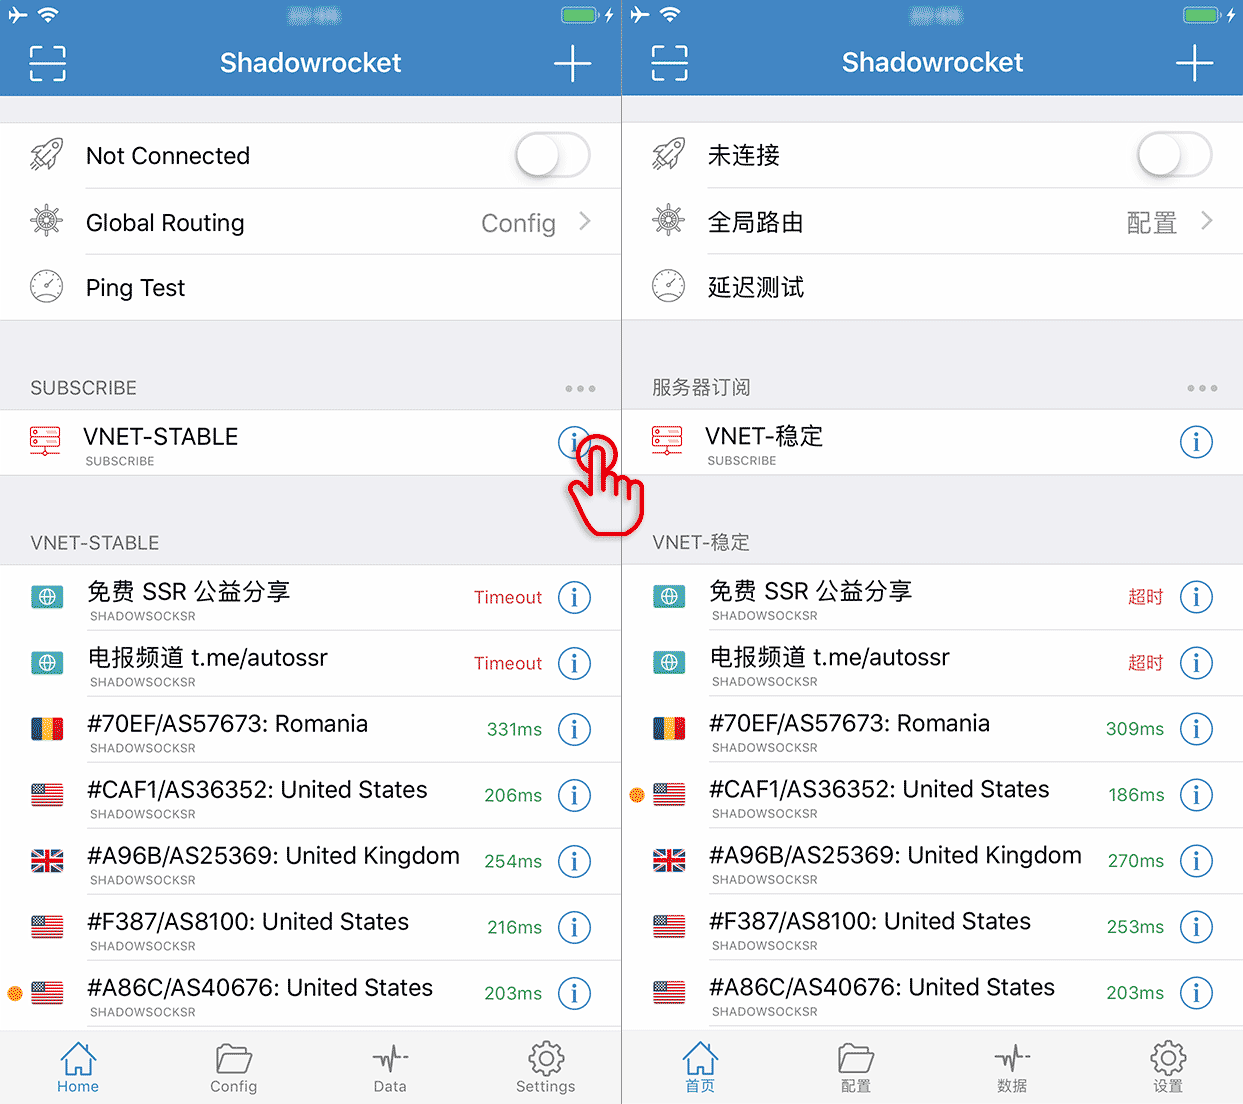 Shadowrocket
Not Connected
Global Routing Config
Ping Test
SUBSCRIBE
VNET-STABLE
SUBSCRIBE
VNET-STABLE
免费 SSR 公益分享 Timeout
SHADOWSOCKSR
电报频道 t.me/autossr Timeout
SHADOWSOCKSR
#70EF/AS57673: Romania 331ms
SHADOWSOCKSR
#CAF1/AS36352: United States 206ms
SHADOWSOCKSR
#A96B/AS25369: United Kingdom 254ms
SHADOWSOCKSR
#F387/AS8100: United States 216ms
SHADOWSOCKSR
#A86C/AS40676: United States 203ms
SHADOWSOCKSR
Home Config Data Settings
Shadowrocket
未连接
全局路由 配置
延迟测试
服务器订阅
VNET-稳定
SUBSCRIBE
VNET-稳定
免费 SSR 公益分享 超时
SHADOWSOCKSR
电报频道 t.me/autossr 超时
SHADOWSOCKSR
#70EF/AS57673: Romania 309ms
SHADOWSOCKSR
#CAF1/AS36352: United States 186ms
SHADOWSOCKSR
#A96B/AS25369: United Kingdom 270ms
SHADOWSOCKSR
#F387/AS8100: United States 253ms
SHADOWSOCKSR
#A86C/AS40676: United States 203ms
SHADOWSOCKSR
首页 配置 数据 设置